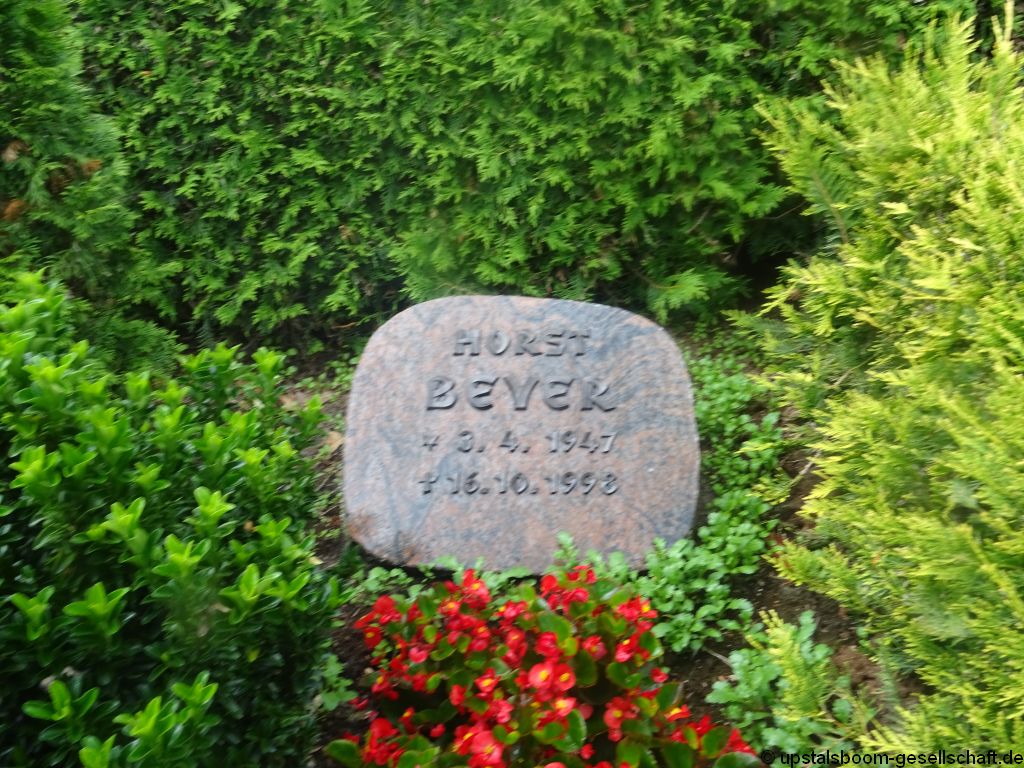 HORST
BEYER
* 3. 4. 1947
† 16. 10. 1998
© upstalsboom-gesellschaft.de